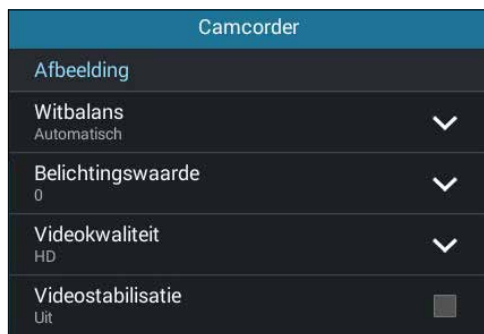 Camcorder
Afbeelding
Witbalans
Automatisch
Belichtingswaarde
0
Videokwaliteit
HD
Videostabilisatie
Uit